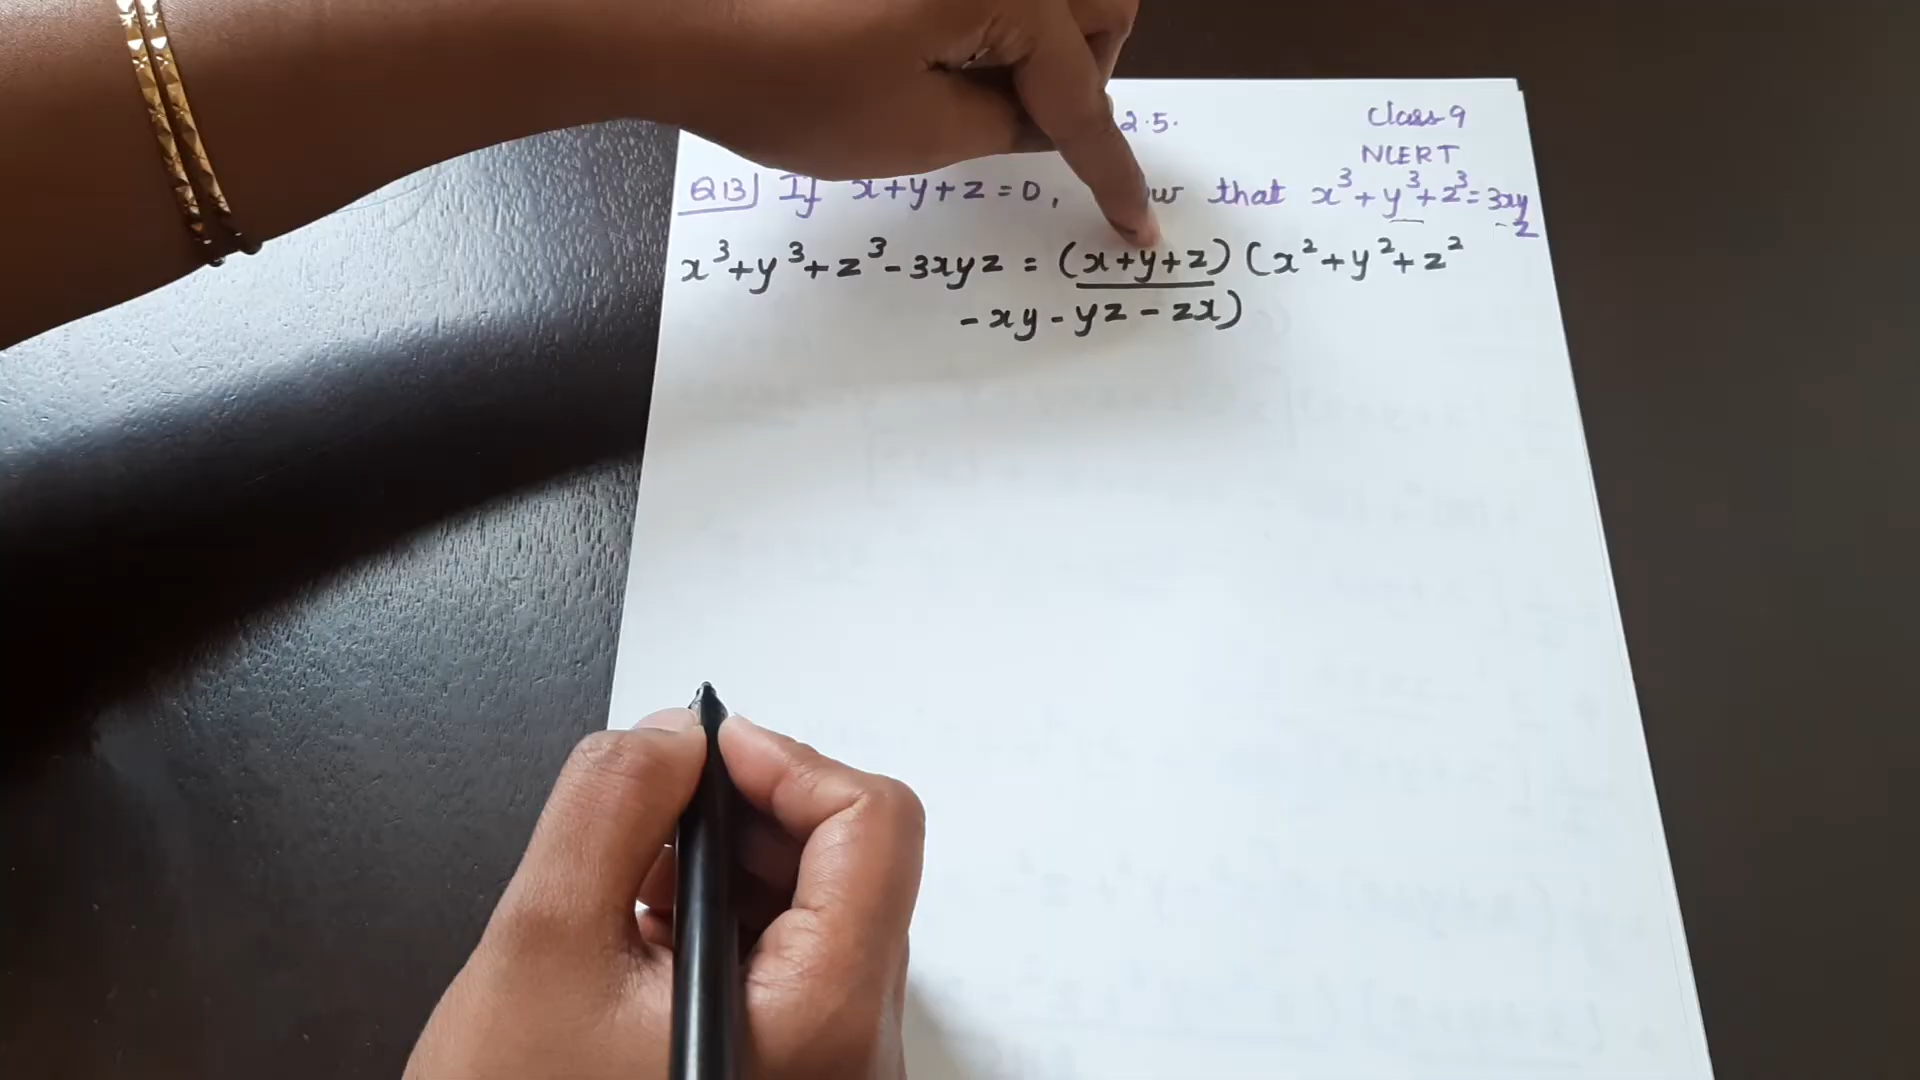 2.5. Class-9
NCERT
Q13) If x+y+z=0, that x³+y³+z³=3xy
-z
x³+y³+z³-3xyz = (x+y+z)(x²+y²+z²
-xy-yz-zx)